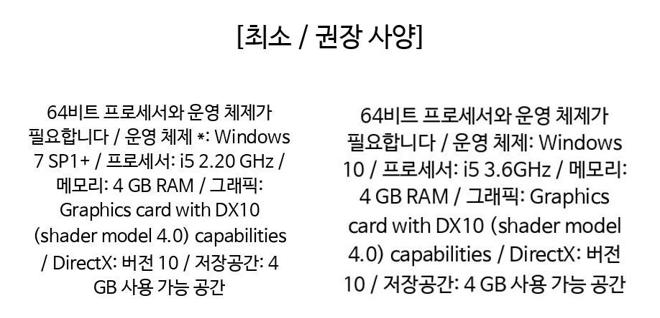 [최소 / 권장 사양]
64비트 프로세서와 운영 체제가
필요합니다 / 운영 체제 *: Windows
7 SP1+ / 프로세서: i5 2.20 GHz /
메모리: 4 GB RAM / 그래픽:
Graphics card with DX10
(shader model 4.0) capabilities
/ DirectX: 버전 10 / 저장공간: 4
GB 사용 가능 공간
64비트 프로세서와 운영 체제가
필요합니다 / 운영 체제: Windows
10 / 프로세서: i5 3.6GHz / 메모리:
4 GB RAM / 그래픽: Graphics
card with DX10 (shader model
4.0) capabilities / DirectX: 버전
10 / 저장공간: 4 GB 사용 가능 공간